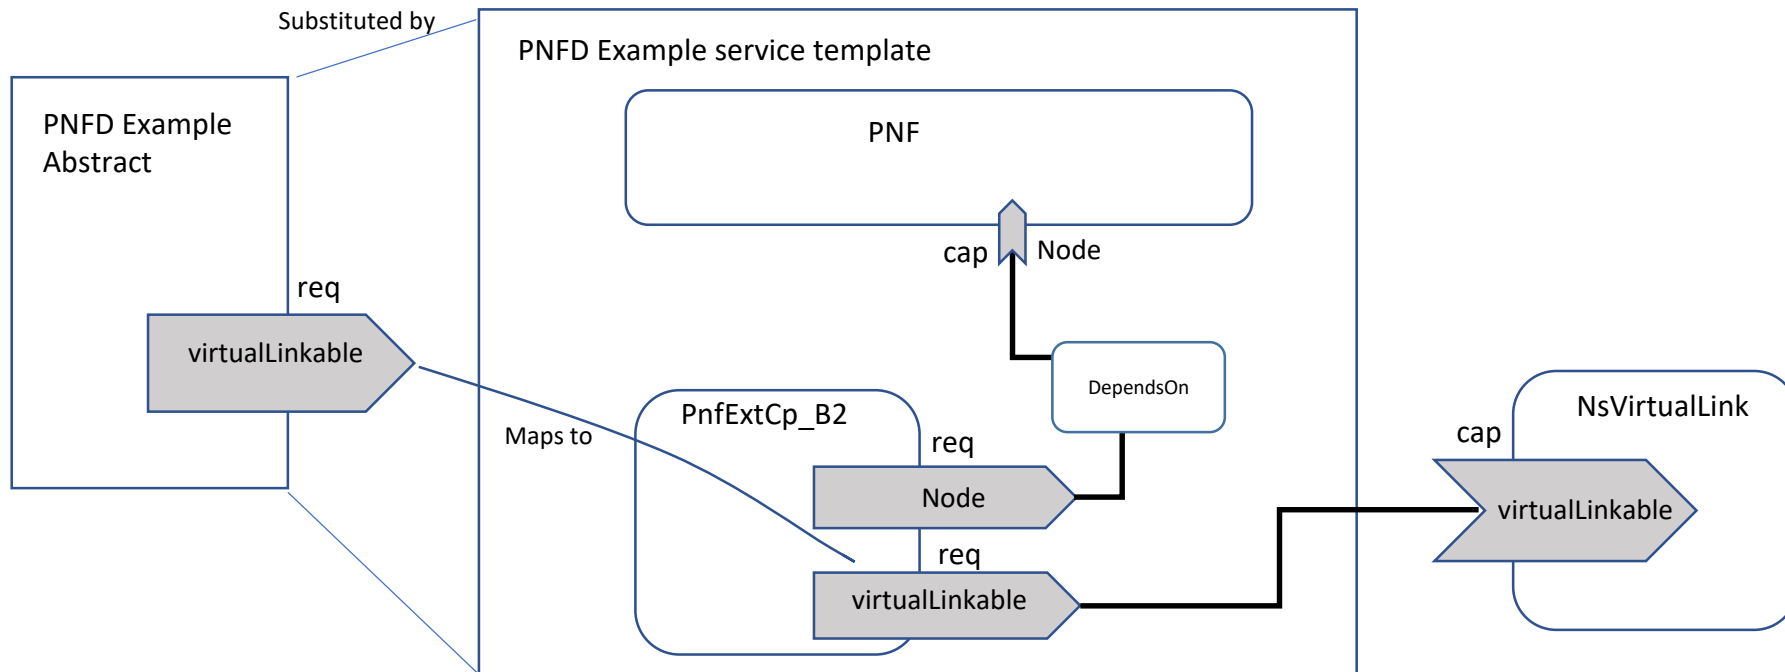 Substituted by
PNFD Example service template
PNFD Example
Abstract
PNF
cap
Node
req
virtualLinkable
DependsOn
PnfExtCp_B2
Maps to
req
Node
NsVirtualLink
cap
virtualLinkable
req
virtualLinkable